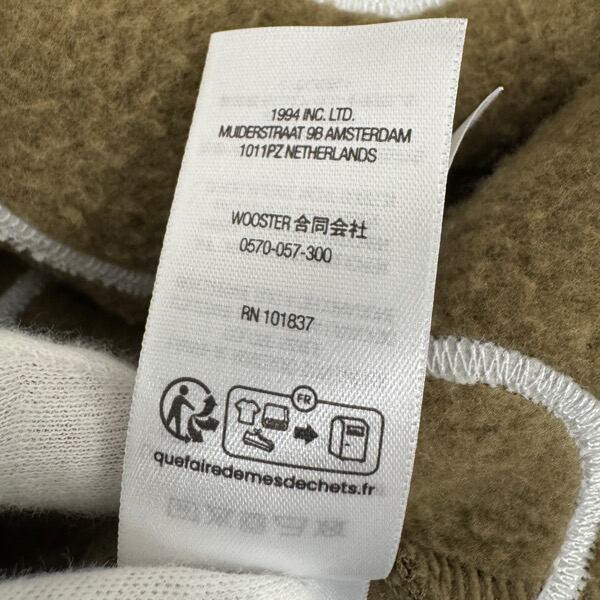 1994 INC. LTD.
MUIDERSTRAAT 9B AMSTERDAM
1011PZ NETHERLANDS
WOOSTER 合同会社
0570-057-300
RN 101837
FR
quefairedemesdechets.fr